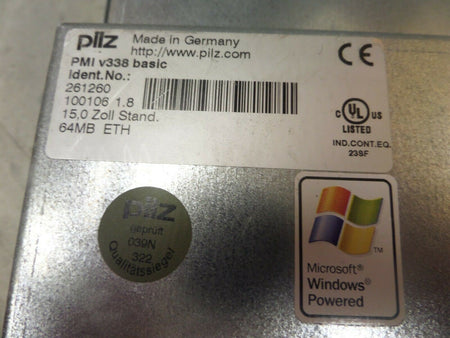 pilz
Made in Germany
http://www.pilz.com
PMI v338 basic
Ident.No.:
261260
100106 1.8
15,0 Zoll Stand.
64MB ETH
CE
UL
C US
LISTED
IND.CONT.EQ.
23SF
pilz
geprüft
039N
322
Qualitätssiegel
TM
Microsoft®
Windows®
Powered